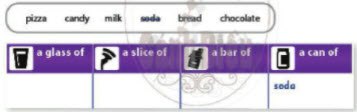 pizza candy milk soda bread chocolate
a glass of a slice of a bar of a can of
soda